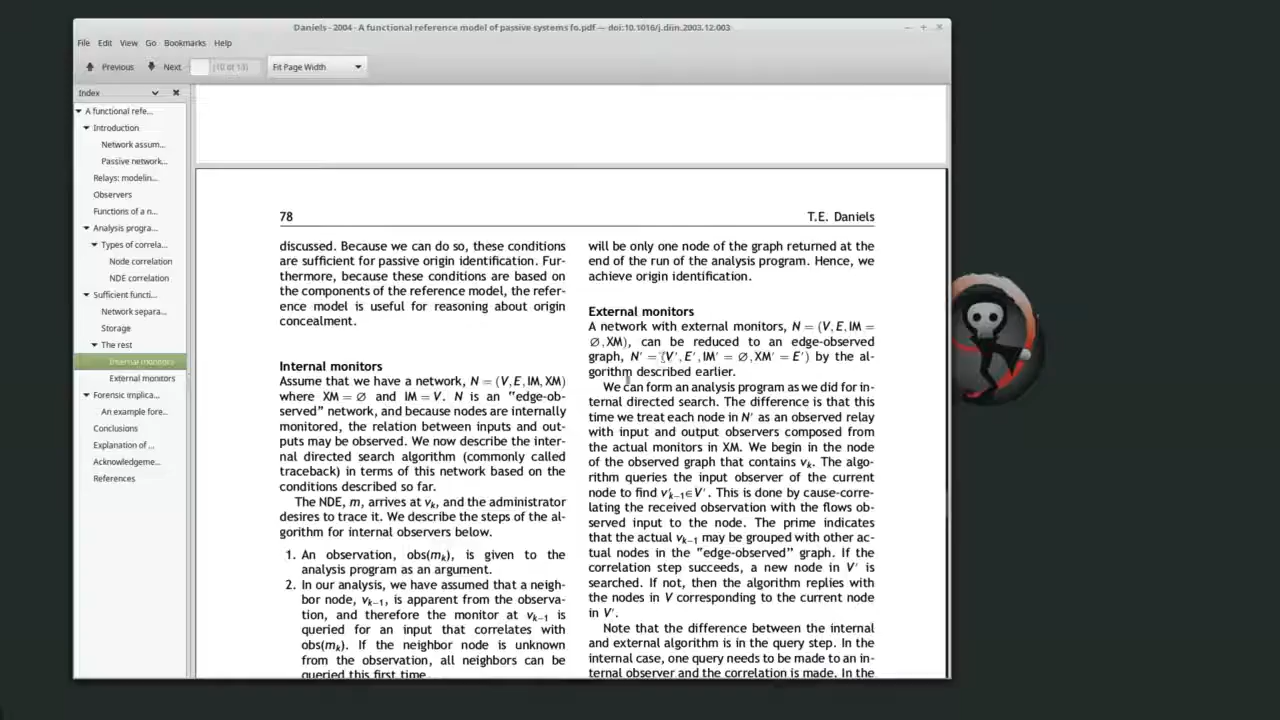 Daniels - 2004 - A functional reference model of passive systems fo.pdf — doi:10.1016/j.diin.2003.12.003
File Edit View Go Bookmarks Help
Previous Next (10 of 13) Fit Page Width
Index
A functional refe...
Introduction
Network assum...
Passive network...
Relays: modelin...
Observers
Functions of a n...
Analysis progra...
Types of correla...
Node correlation
NDE correlation
Sufficient functi...
Network separa...
Storage
The rest
Internal monitors
External monitors
Forensic implica...
An example fore...
Conclusions
Explanation of ...
Acknowledgeme...
References
78
T.E. Daniels
discussed. Because we can do so, these conditions
are sufficient for passive origin identification. Fur-
thermore, because these conditions are based on
the components of the reference model, the refer-
ence model is useful for reasoning about origin
concealment.
Internal monitors
Assume that we have a network, N = (V, E, IM, XM)
where XM = ∅ and IM = V. N is an "edge-ob-
served" network, and because nodes are internally
monitored, the relation between inputs and out-
puts may be observed. We now describe the inter-
nal directed search algorithm (commonly called
traceback) in terms of this network based on the
conditions described so far.
The NDE, m, arrives at vk, and the administrator
desires to trace it. We describe the steps of the al-
gorithm for internal observers below.
1. An observation, obs(mk), is given to the
analysis program as an argument.
2. In our analysis, we have assumed that a neigh-
bor node, vk−1, is apparent from the observa-
tion, and therefore the monitor at vk−1 is
queried for an input that correlates with
obs(mk). If the neighbor node is unknown
from the observation, all neighbors can be
queried this first time.
will be only one node of the graph returned at the
end of the run of the analysis program. Hence, we
achieve origin identification.
External monitors
A network with external monitors, N = (V, E, IM =
∅, XM), can be reduced to an edge-observed
graph, N′ = (V′, E′, IM′ = ∅, XM′ = E′) by the al-
gorithm described earlier.
We can form an analysis program as we did for in-
ternal directed search. The difference is that this
time we treat each node in N′ as an observed relay
with input and output observers composed from
the actual monitors in XM. We begin in the node
of the observed graph that contains vk. The algo-
rithm queries the input observer of the current
node to find v′k−1∈V′. This is done by cause-corre-
lating the received observation with the flows ob-
served input to the node. The prime indicates
that the actual vk−1 may be grouped with other ac-
tual nodes in the "edge-observed" graph. If the
correlation step succeeds, a new node in V′ is
searched. If not, then the algorithm replies with
the nodes in V corresponding to the current node
in V′.
Note that the difference between the internal
and external algorithm is in the query step. In the
internal case, one query needs to be made to an in-
ternal observer and the correlation is made. In the